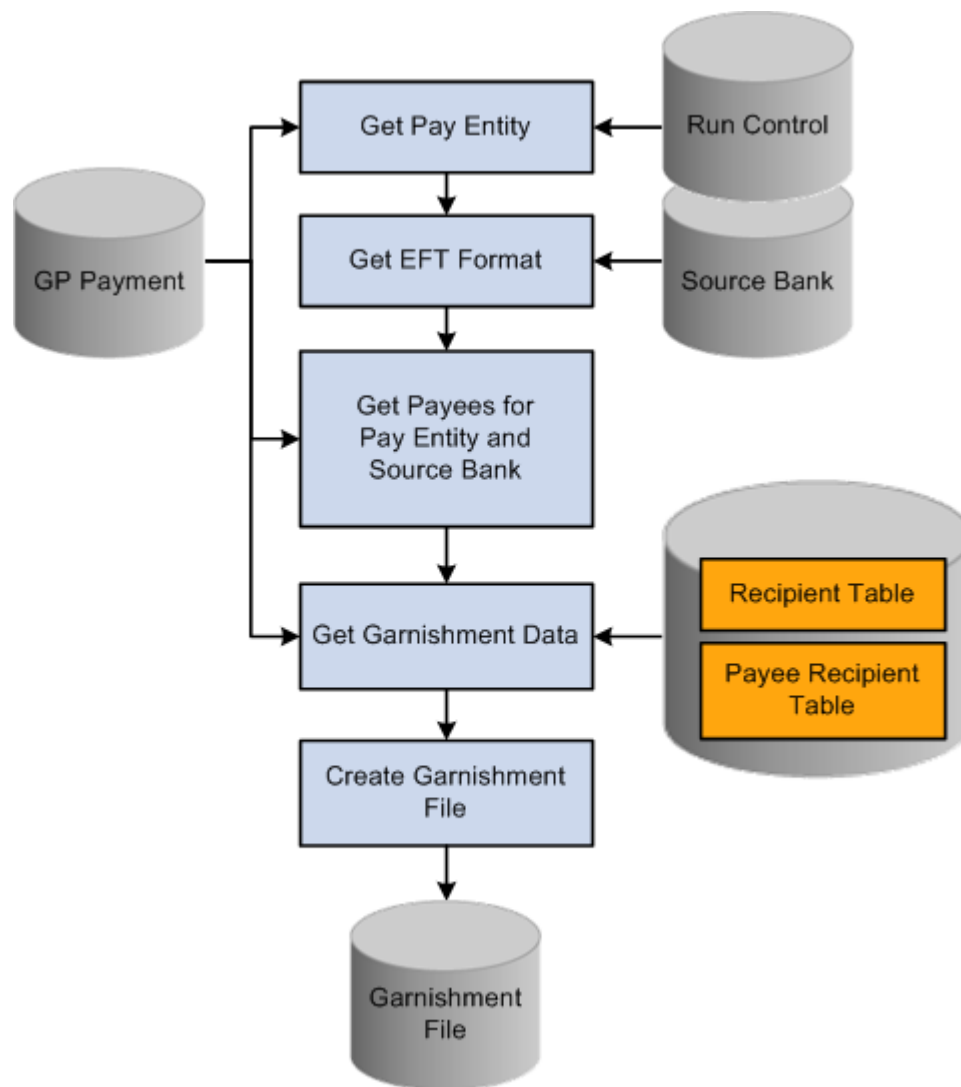 Get Pay Entity
Run Control
GP Payment
Get EFT Format
Source Bank
Get Payees for
Pay Entity and
Source Bank
Recipient Table
Get Garnishment Data
Payee Recipient
Table
Create Garnishment
File
Garnishment
File